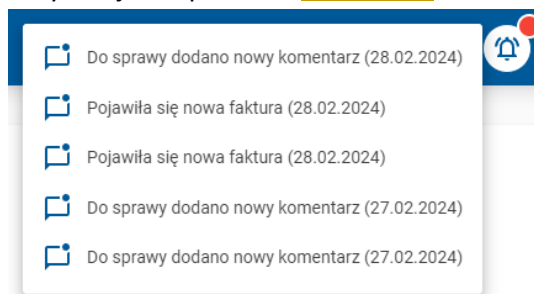 Do sprawy dodano nowy komentarz (28.02.2024)
Pojawiła się nowa faktura (28.02.2024)
Pojawiła się nowa faktura (28.02.2024)
Do sprawy dodano nowy komentarz (27.02.2024)
Do sprawy dodano nowy komentarz (27.02.2024)